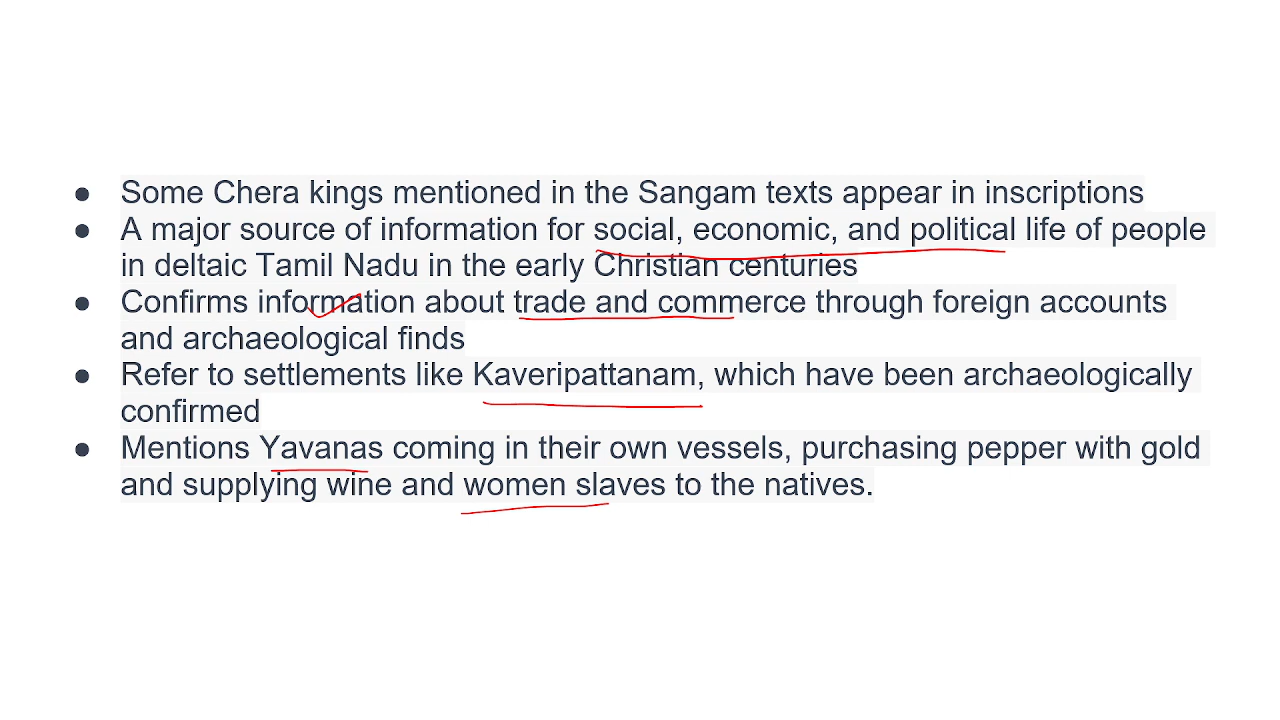 ● Some Chera kings mentioned in the Sangam texts appear in inscriptions
● A major source of information for social, economic, and political life of people
in deltaic Tamil Nadu in the early Christian centuries
● Confirms information about trade and commerce through foreign accounts
and archaeological finds
● Refer to settlements like Kaveripattanam, which have been archaeologically
confirmed
● Mentions Yavanas coming in their own vessels, purchasing pepper with gold
and supplying wine and women slaves to the natives.